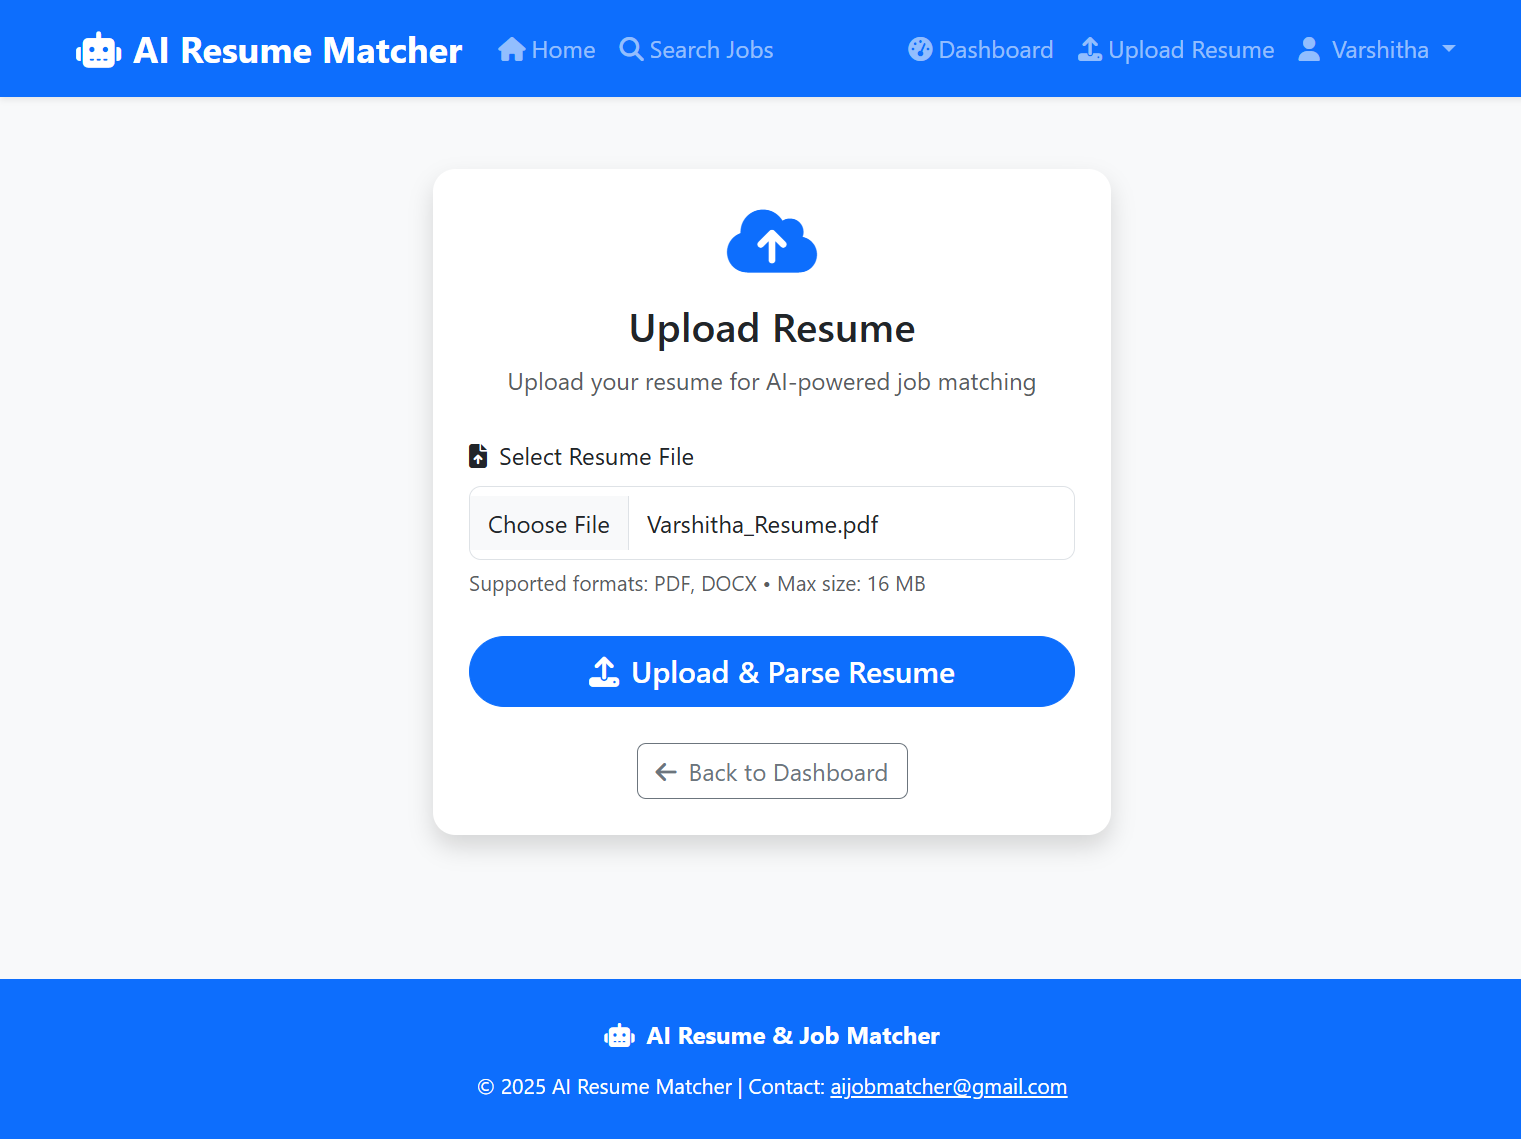 AI Resume Matcher Home Search Jobs Dashboard Upload Resume Varshitha
Upload Resume
Upload your resume for AI-powered job matching
Select Resume File
Choose File Varshitha_Resume.pdf
Supported formats: PDF, DOCX • Max size: 16 MB
Upload & Parse Resume
Back to Dashboard
AI Resume & Job Matcher
© 2025 AI Resume Matcher | Contact: aijobmatcher@gmail.com